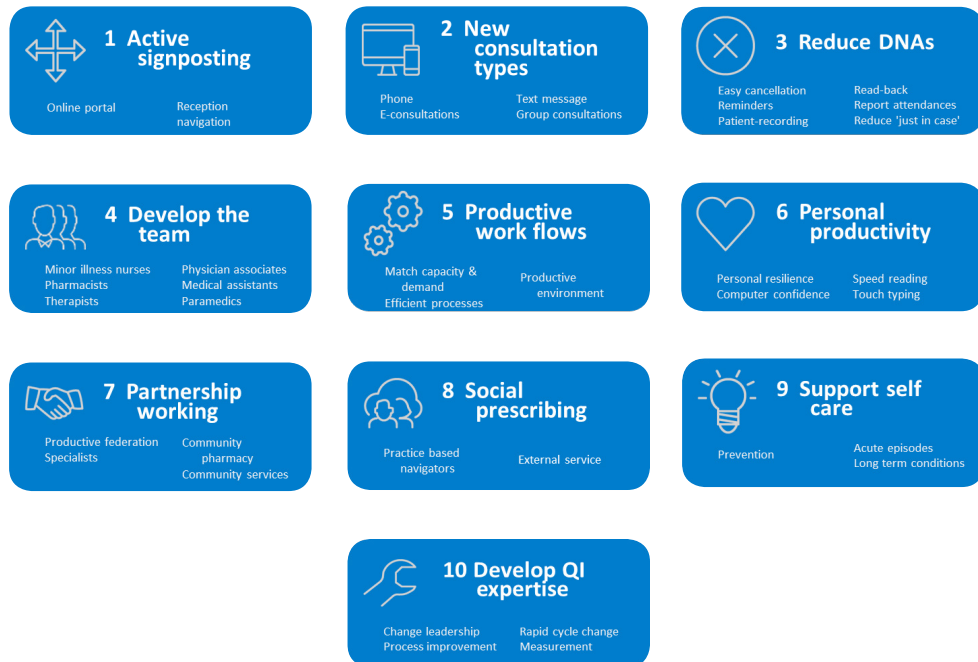 1 Active
signposting
Online portal
Reception
navigation
2 New
consultation
types
Phone
E-consultations
Text message
Group consultations
3 Reduce DNAs
Easy cancellation
Reminders
Patient-recording
Read-back
Report attendances
Reduce 'just in case'
4 Develop the
team
Minor illness nurses
Pharmacists
Therapists
Physician associates
Medical assistants
Paramedics
5 Productive
work flows
Match capacity &
demand
Efficient processes
Productive
environment
6 Personal
productivity
Personal resilience
Computer confidence
Speed reading
Touch typing
7 Partnership
working
Productive federation
Specialists
Community
pharmacy
Community services
8 Social
prescribing
Practice based
navigators
External service
9 Support self
care
Prevention
Acute episodes
Long term conditions
10 Develop QI
expertise
Change leadership
Process improvement
Rapid cycle change
Measurement